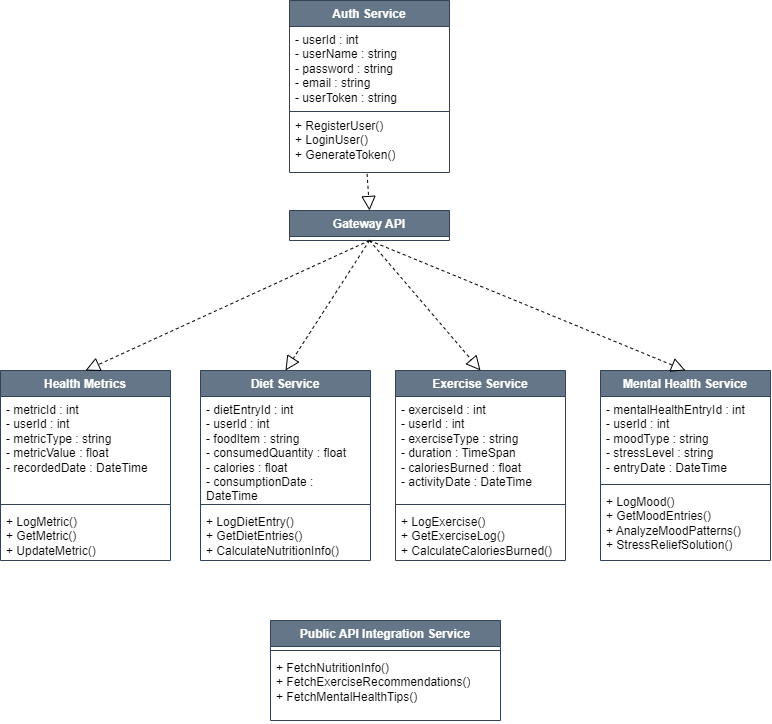 Auth Service
- userId : int
- userName : string
- password : string
- email : string
- userToken : string
+ RegisterUser()
+ LoginUser()
+ GenerateToken()
Gateway API
Health Metrics
- metricId : int
- userId : int
- metricType : string
- metricValue : float
- recordedDate : DateTime
+ LogMetric()
+ GetMetric()
+ UpdateMetric()
Diet Service
- dietEntryId : int
- userId : int
- foodItem : string
- consumedQuantity : float
- calories : float
- consumptionDate :
DateTime
+ LogDietEntry()
+ GetDietEntries()
+ CalculateNutritionInfo()
Exercise Service
- exerciseId : int
- userId : int
- exerciseType : string
- duration : TimeSpan
- caloriesBurned : float
- activityDate : DateTime
+ LogExercise()
+ GetExerciseLog()
+ CalculateCaloriesBurned()
Mental Health Service
- mentalHealthEntryId : int
- userId : int
- moodType : string
- stressLevel : string
- entryDate : DateTime
+ LogMood()
+ GetMoodEntries()
+ AnalyzeMoodPatterns()
+ StressReliefSolution()
Public API Integration Service
+ FetchNutritionInfo()
+ FetchExerciseRecommendations()
+ FetchMentalHealthTips()